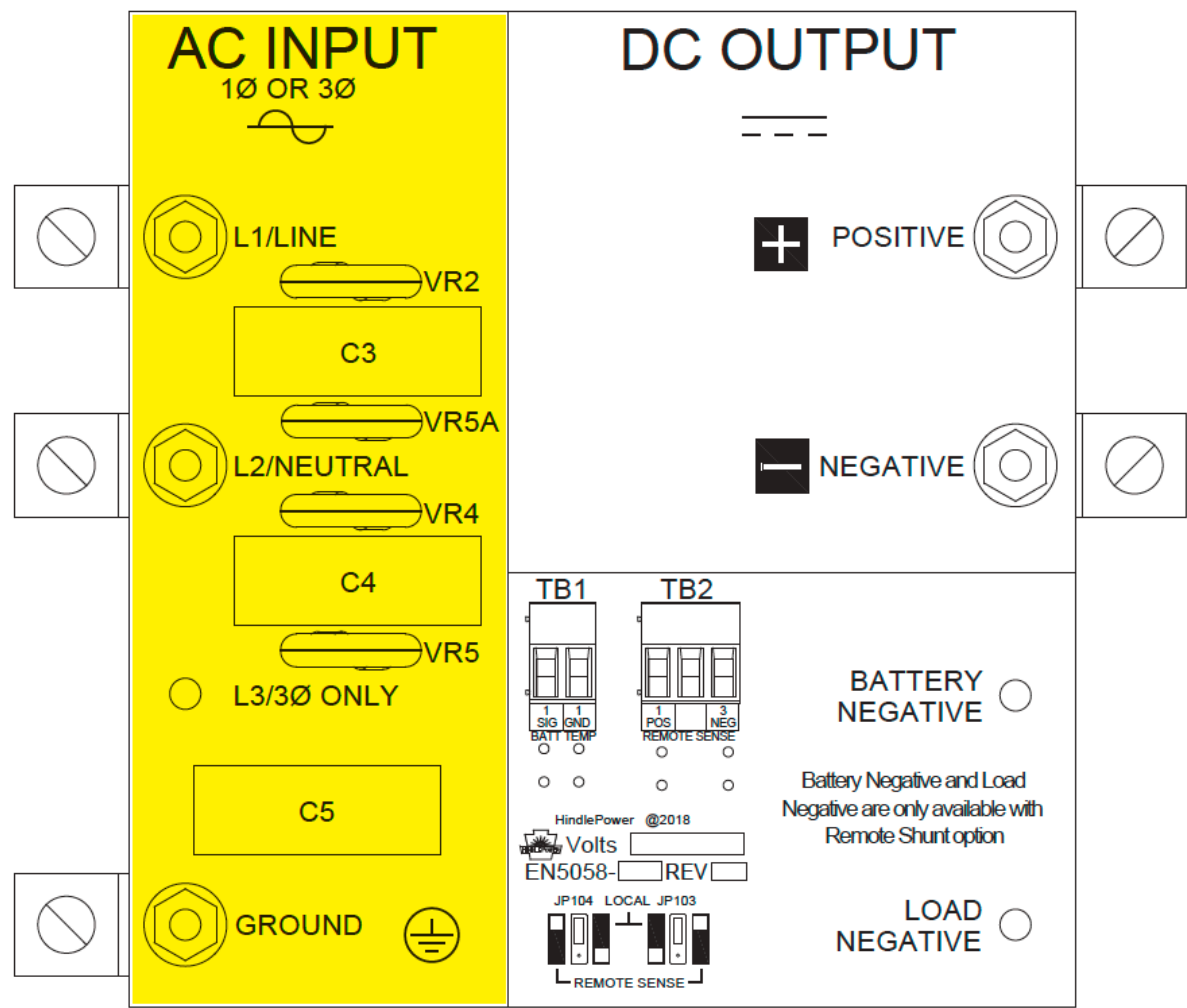 AC INPUT
1Ø OR 3Ø
L1/LINE
VR2
C3
VR5A
L2/NEUTRAL
VR4
C4
VR5
L3/3Ø ONLY
C5
GROUND
DC OUTPUT
+ POSITIVE
− NEGATIVE
TB1 TB2
1 1 1 3
SIG GND POS NEG
BATT TEMP REMOTE SENSE
HindlePower @2018
Volts
EN5058- REV
JP104 LOCAL JP103
REMOTE SENSE
BATTERY
NEGATIVE
Battery Negative and Load
Negative are only available with
Remote Shunt option
LOAD
NEGATIVE